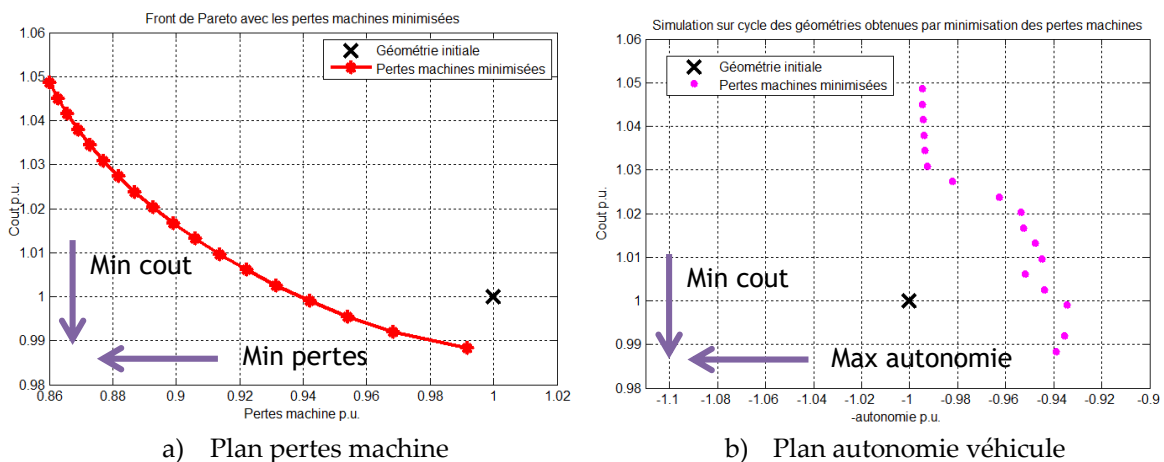 Front de Pareto avec les pertes machines minimisées
1.06
1.05
1.04
1.03
1.02
1.01
1
0.99
0.98
Cout p.u.
Géométrie initiale
Pertes machines minimisées
Min cout
Min pertes
0.86 0.88 0.9 0.92 0.94 0.96 0.98 1 1.02
Pertes machine p.u.
a) Plan pertes machine
Simulation sur cycle des géométries obtenues par minimisation des pertes machines
1.06
1.05
1.04
1.03
1.02
1.01
1
0.99
0.98
Cout p.u.
Géométrie initiale
Pertes machines minimisées
Min cout
Max autonomie
-1.1 -1.08 -1.06 -1.04 -1.02 -1 -0.98 -0.96 -0.94 -0.92 -0.9
-autonomie p.u.
b) Plan autonomie véhicule